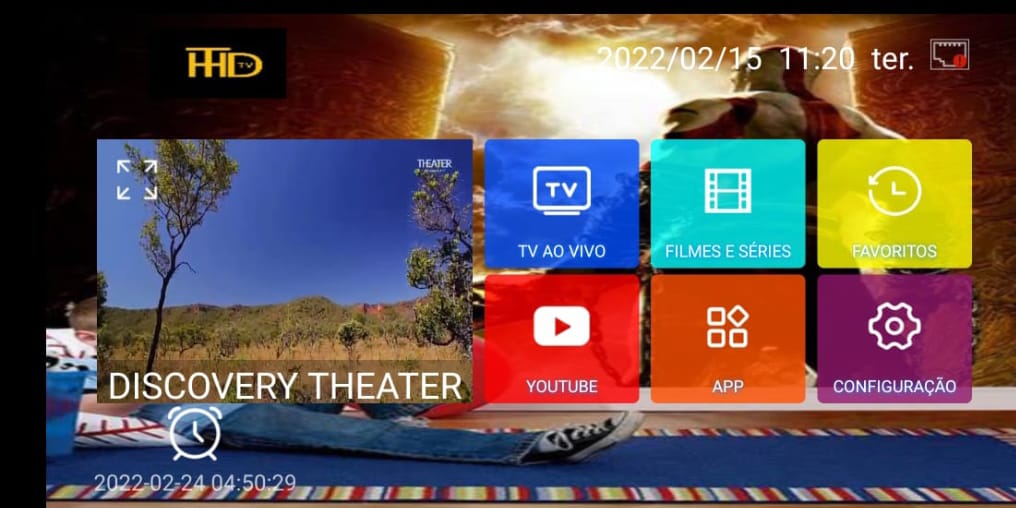 HHD TV
2022/02/15 11:20 ter.
THEATER
TV
TV AO VIVO
FILMES E SÉRIES
FAVORITOS
DISCOVERY THEATER
YOUTUBE
APP
CONFIGURAÇÃO
2022-02-24 04:50:29